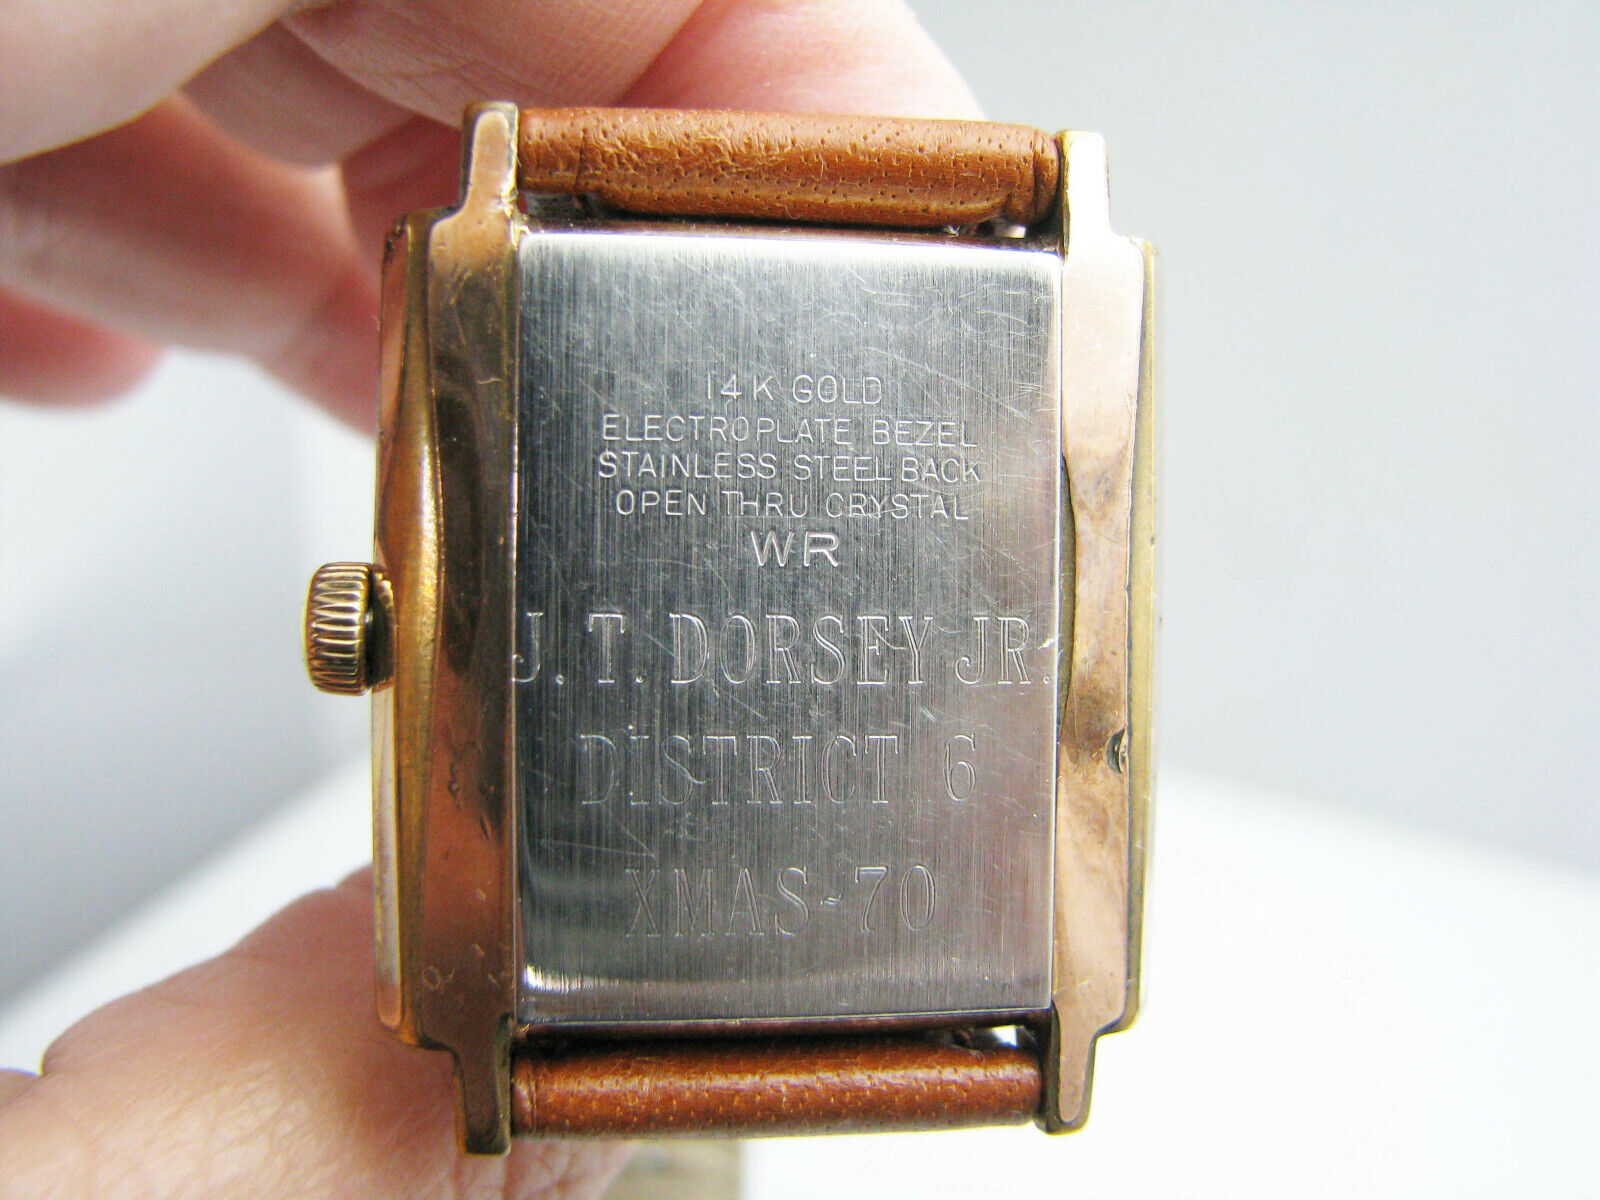 14K GOLD
ELECTROPLATE BEZEL
STAINLESS STEEL BACK
OPEN THRU CRYSTAL
WR
J. T. DORSEY JR.
DISTRICT 6
XMAS-70